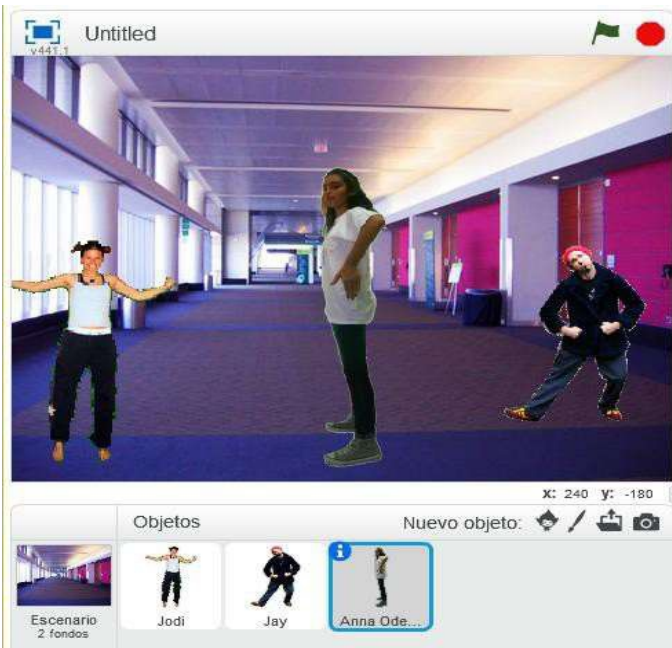 Untitled
v441.1
x: 240 y: -180
Objetos
Nuevo objeto:
Escenario
2 fondos
Jodi
Jay
Anna Ode...